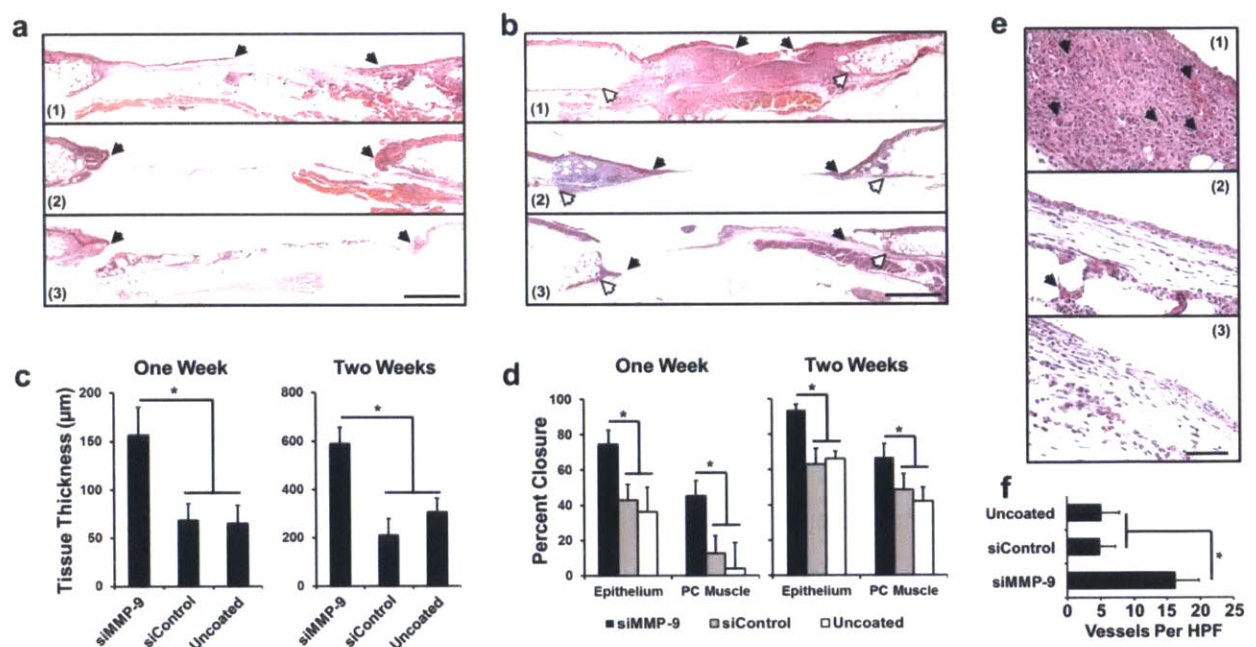 a
(1)
(2)
(3)
b
(1)
(2)
(3)
e
(1)
(2)
(3)
c
One Week
Two Weeks
Tissue Thickness (µm)
200
150
100
50
0
siMMP-9
siControl
Uncoated
*
800
600
400
200
0
siMMP-9
siControl
Uncoated
*
d
One Week
Two Weeks
Percent Closure
100
80
60
40
20
0
*
*
*
*
Epithelium
PC Muscle
Epithelium
PC Muscle
siMMP-9
siControl
Uncoated
f
Uncoated
siControl
siMMP-9
*
0
5
10
15
20
25
Vessels Per HPF